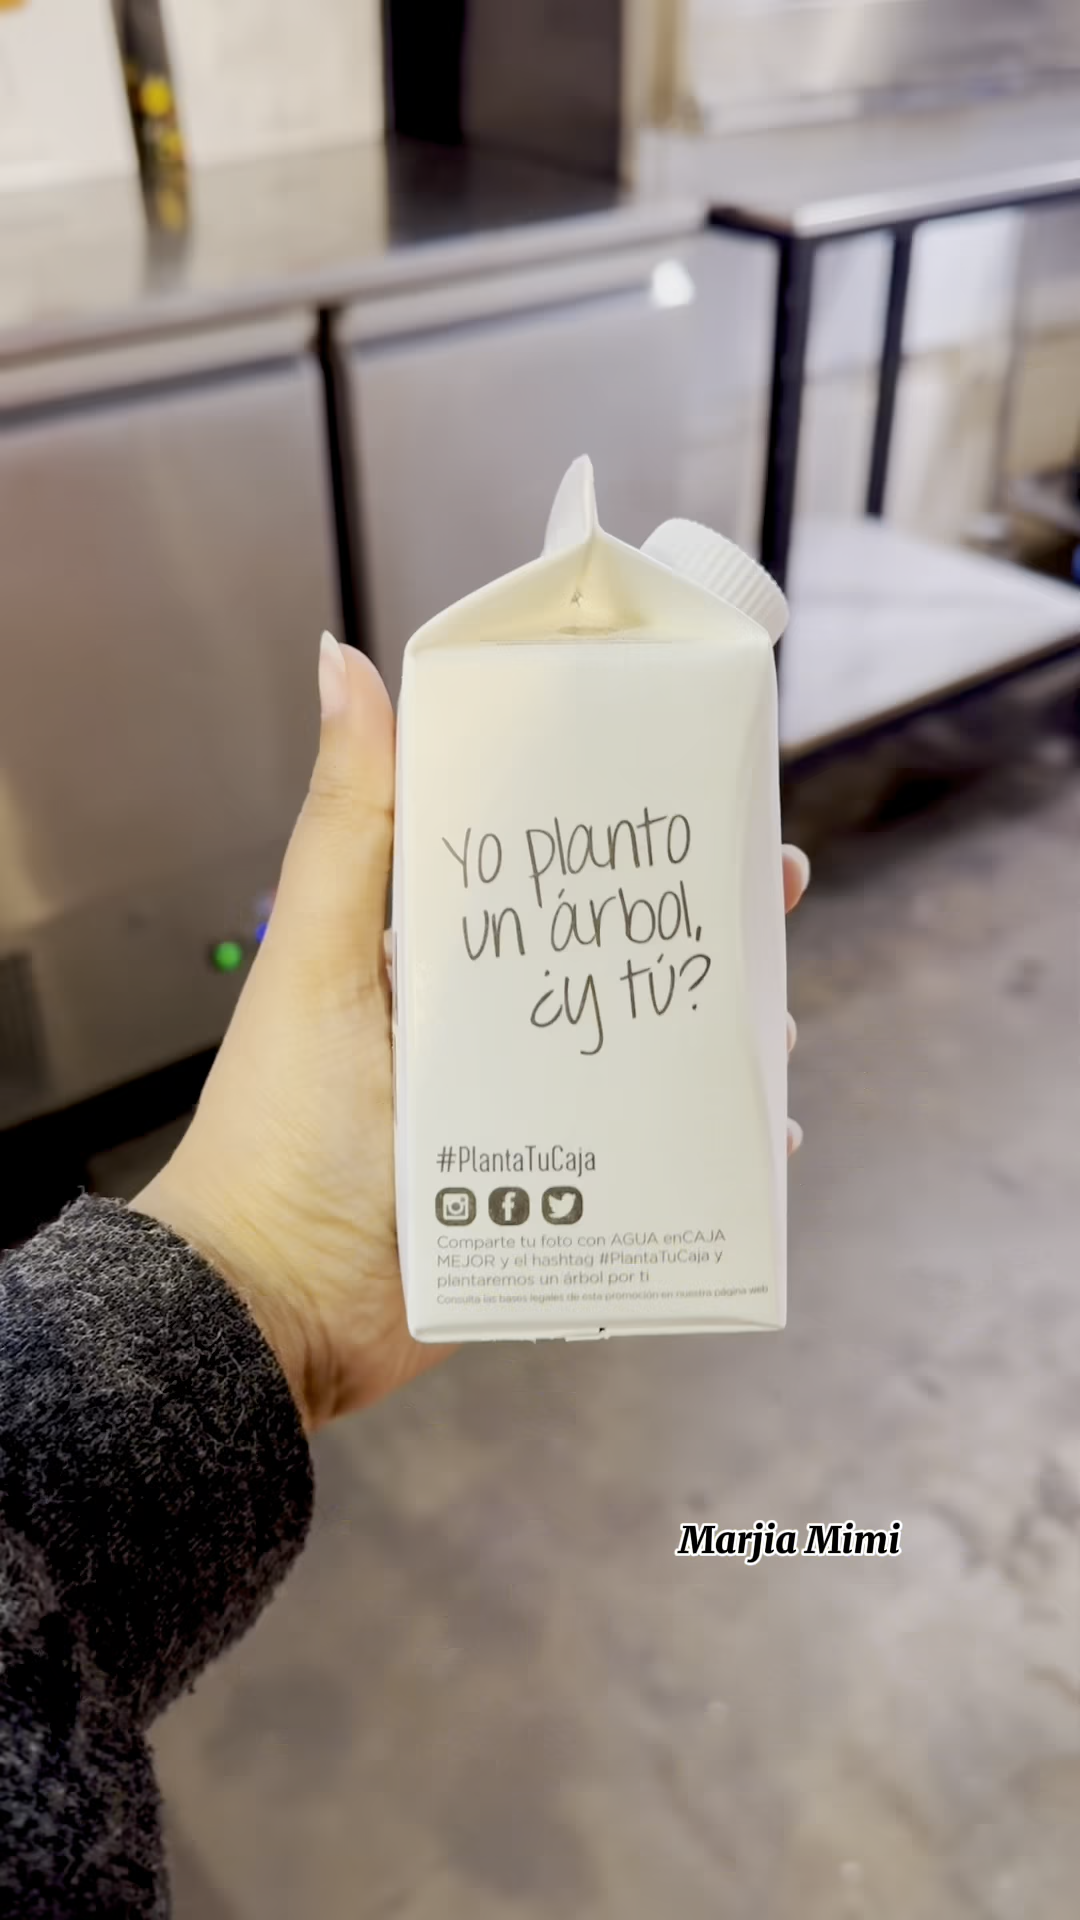 Yo planto
un árbol,
¿y tú?
#PlantaTuCaja
Comparte tu foto con AGUA enCAJA
MEJOR y el hashtag #PlantaTuCaja y
plantaremos un árbol por ti
Consulta las bases legales de esta promoción en nuestra página web
Marjia Mimi